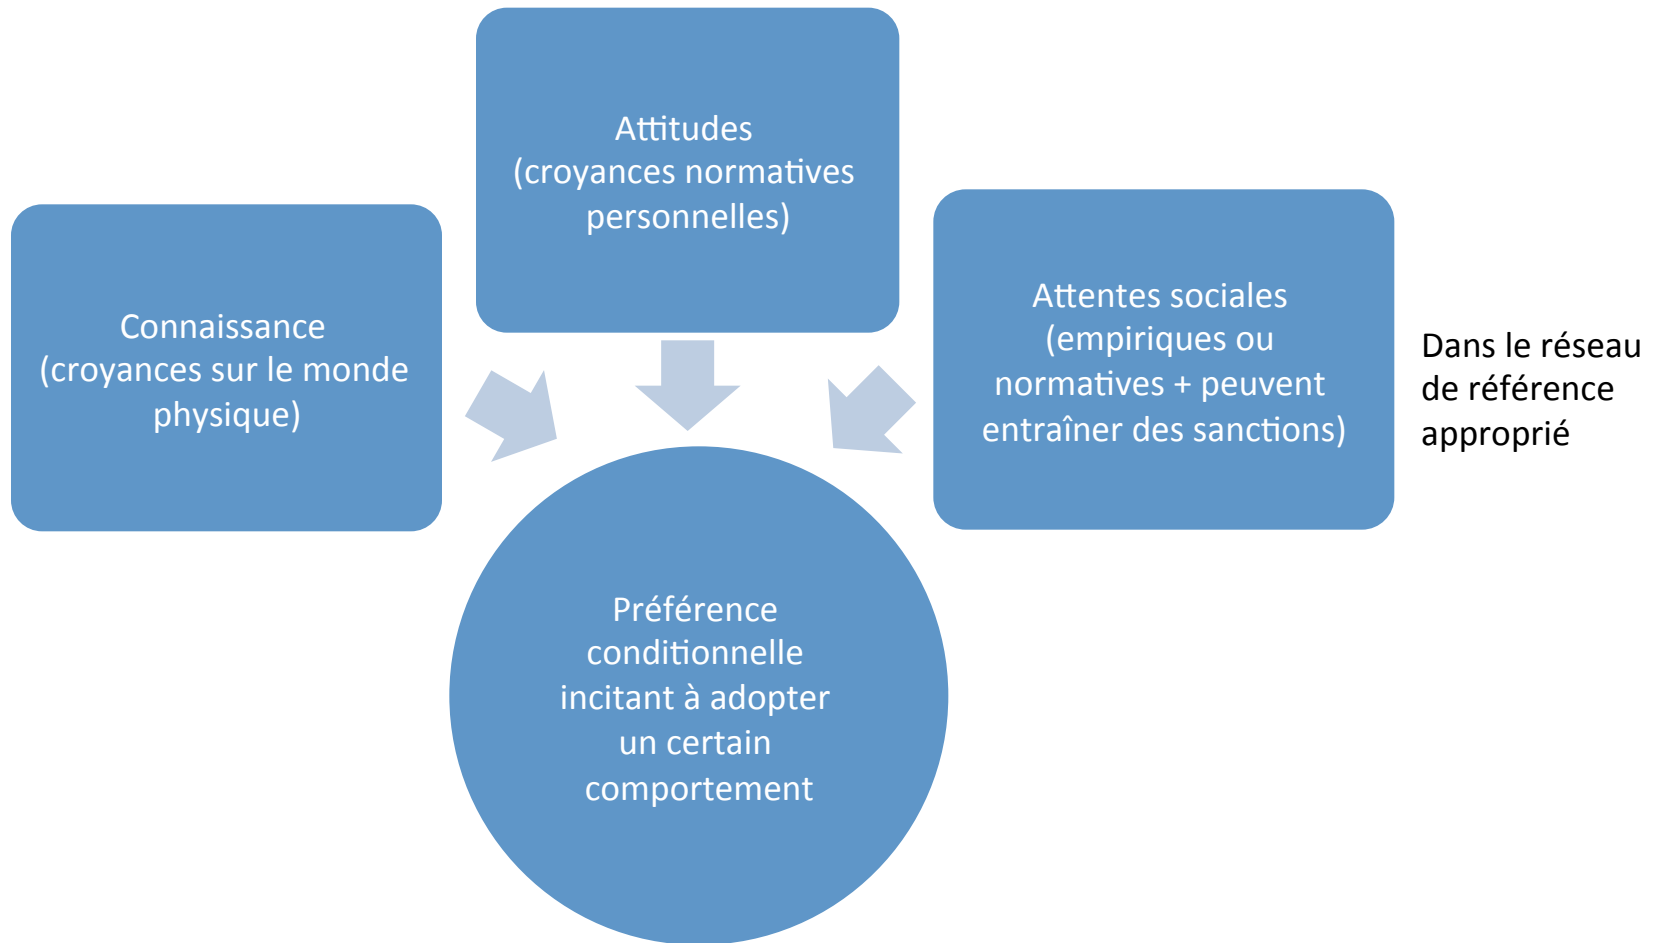 Attitudes
(croyances normatives
personnelles)
Connaissance
(croyances sur le monde
physique)
Attentes sociales
(empiriques ou
normatives + peuvent
entraîner des sanctions)
Dans le réseau
de référence
approprié
Préférence
conditionnelle
incitant à adopter
un certain
comportement